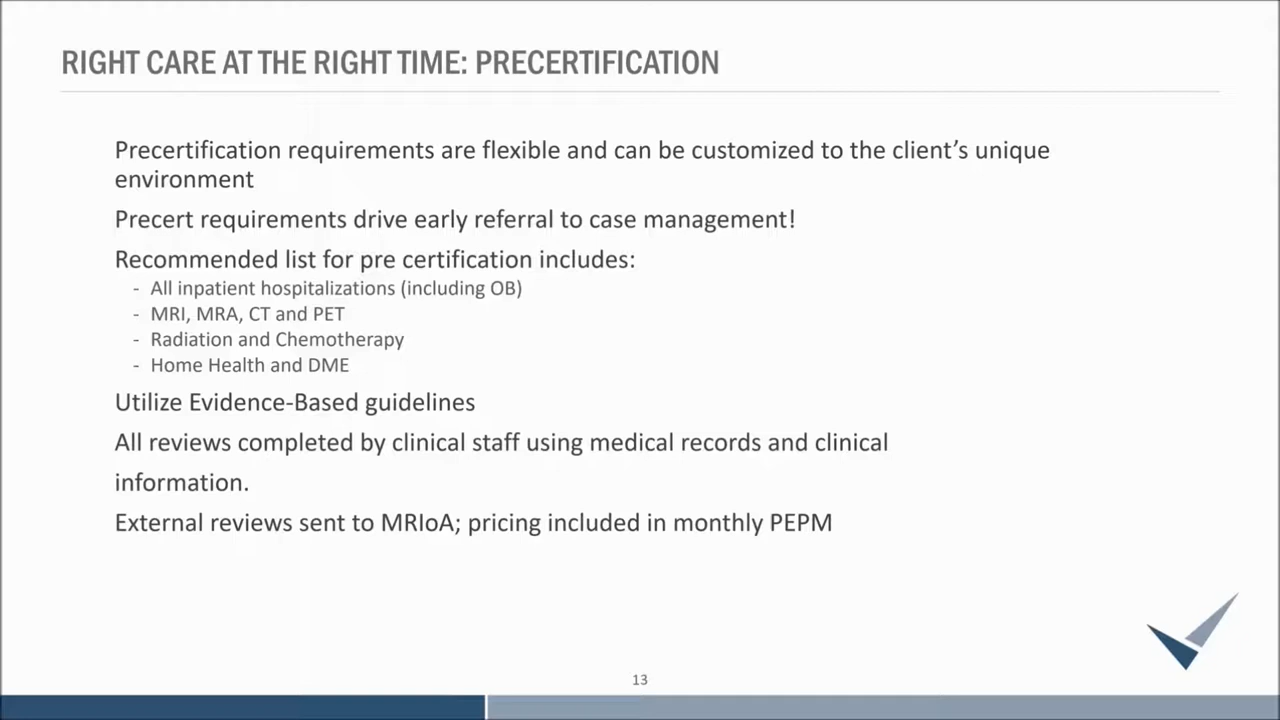 RIGHT CARE AT THE RIGHT TIME: PRECERTIFICATION
Precertification requirements are flexible and can be customized to the client’s unique
environment
Precert requirements drive early referral to case management!
Recommended list for pre certification includes:
- All inpatient hospitalizations (including OB)
- MRI, MRA, CT and PET
- Radiation and Chemotherapy
- Home Health and DME
Utilize Evidence-Based guidelines
All reviews completed by clinical staff using medical records and clinical
information.
External reviews sent to MRIoA; pricing included in monthly PEPM
13